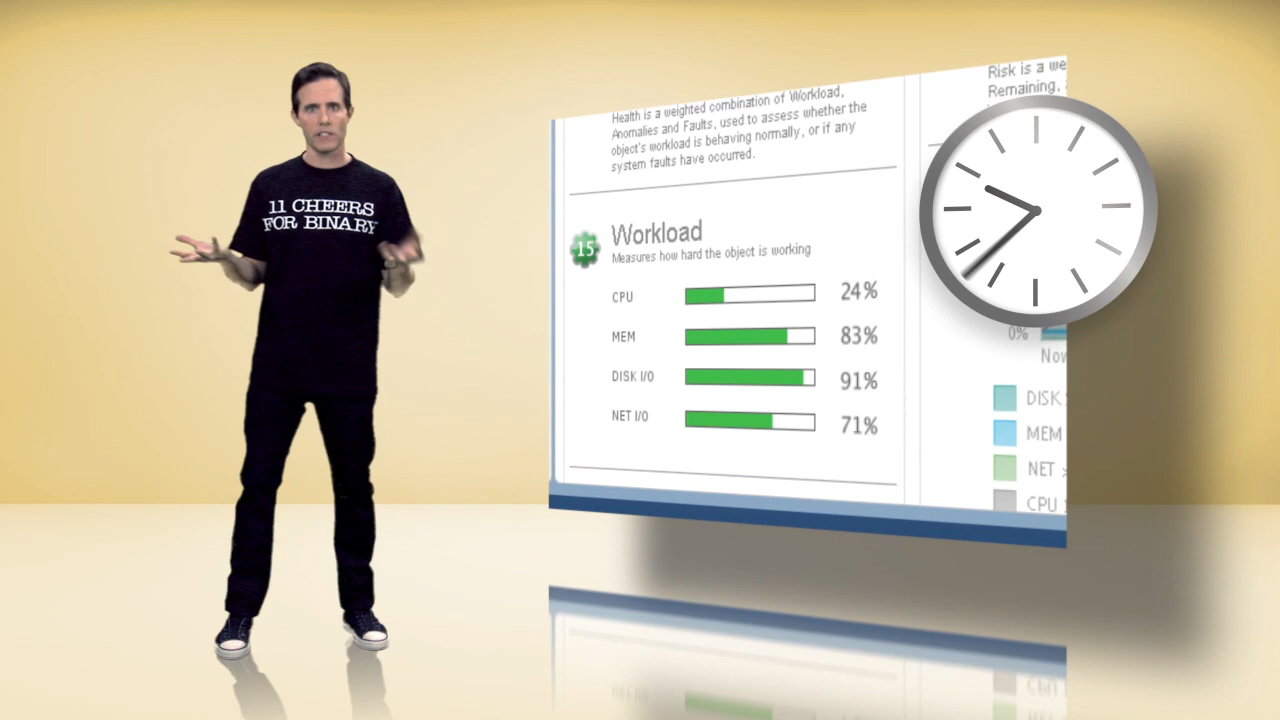 11 CHEERS
FOR BINARY
Health is a weighted combination of Workload,
Anomalies and Faults, used to assess whether the
object's workload is behaving normally, or if any
system faults have occurred.
15
Workload
Measures how hard the object is working
CPU 24%
MEM 83%
DISK I/O 91%
NET I/O 71%
Risk is a we
Remaining,
0%
Now
DISK
MEM
NET >
CPU